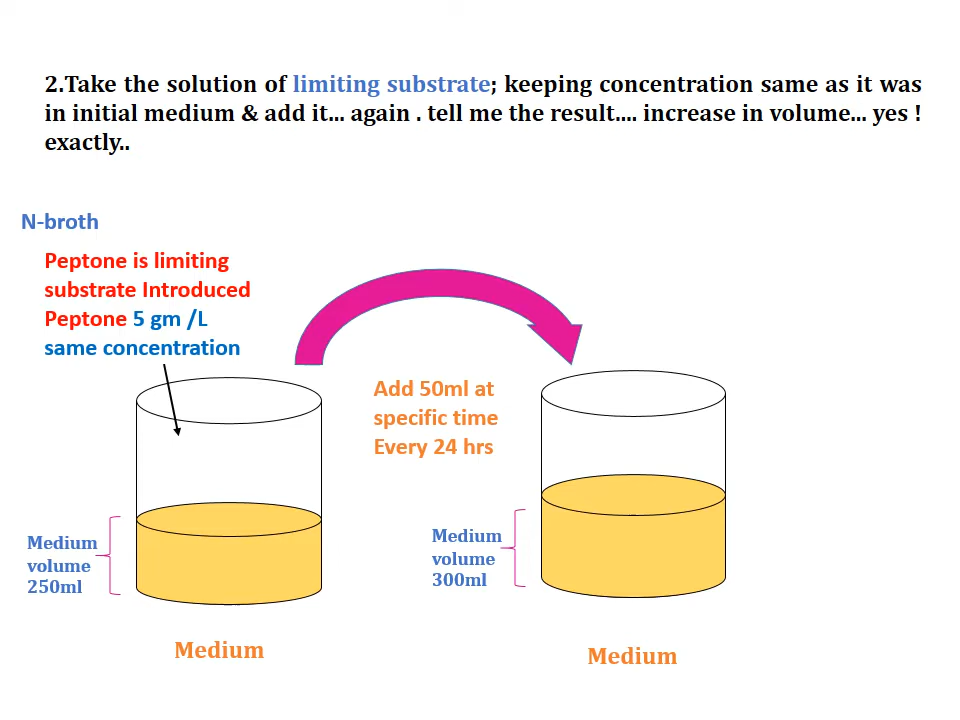 2.Take the solution of limiting substrate; keeping concentration same as it was
in initial medium & add it... again . tell me the result.... increase in volume... yes !
exactly..
N-broth
Peptone is limiting
substrate Introduced
Peptone 5 gm /L
same concentration
Add 50ml at
specific time
Every 24 hrs
Medium
volume
250ml
Medium
volume
300ml
Medium
Medium